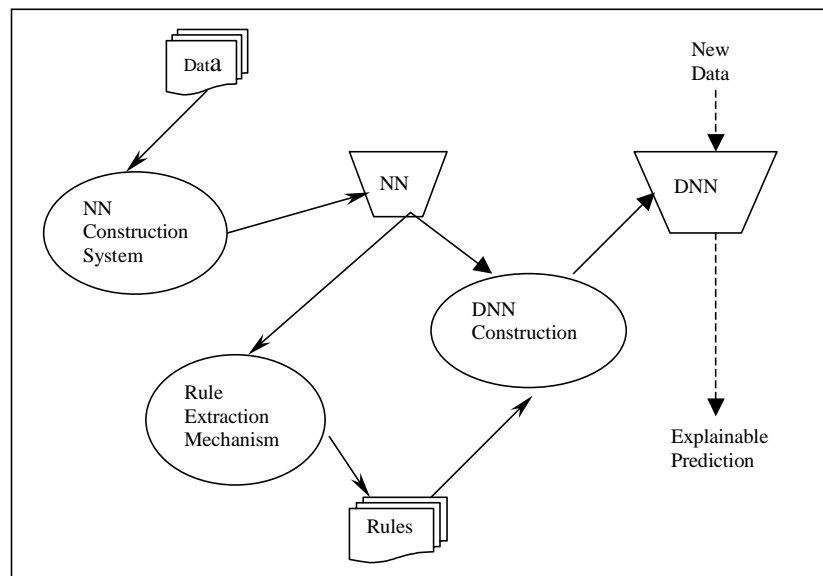 Data
New
Data
NN
DNN
NN
Construction
System
DNN
Construction
Rule
Extraction
Mechanism
Explainable
Prediction
Rules